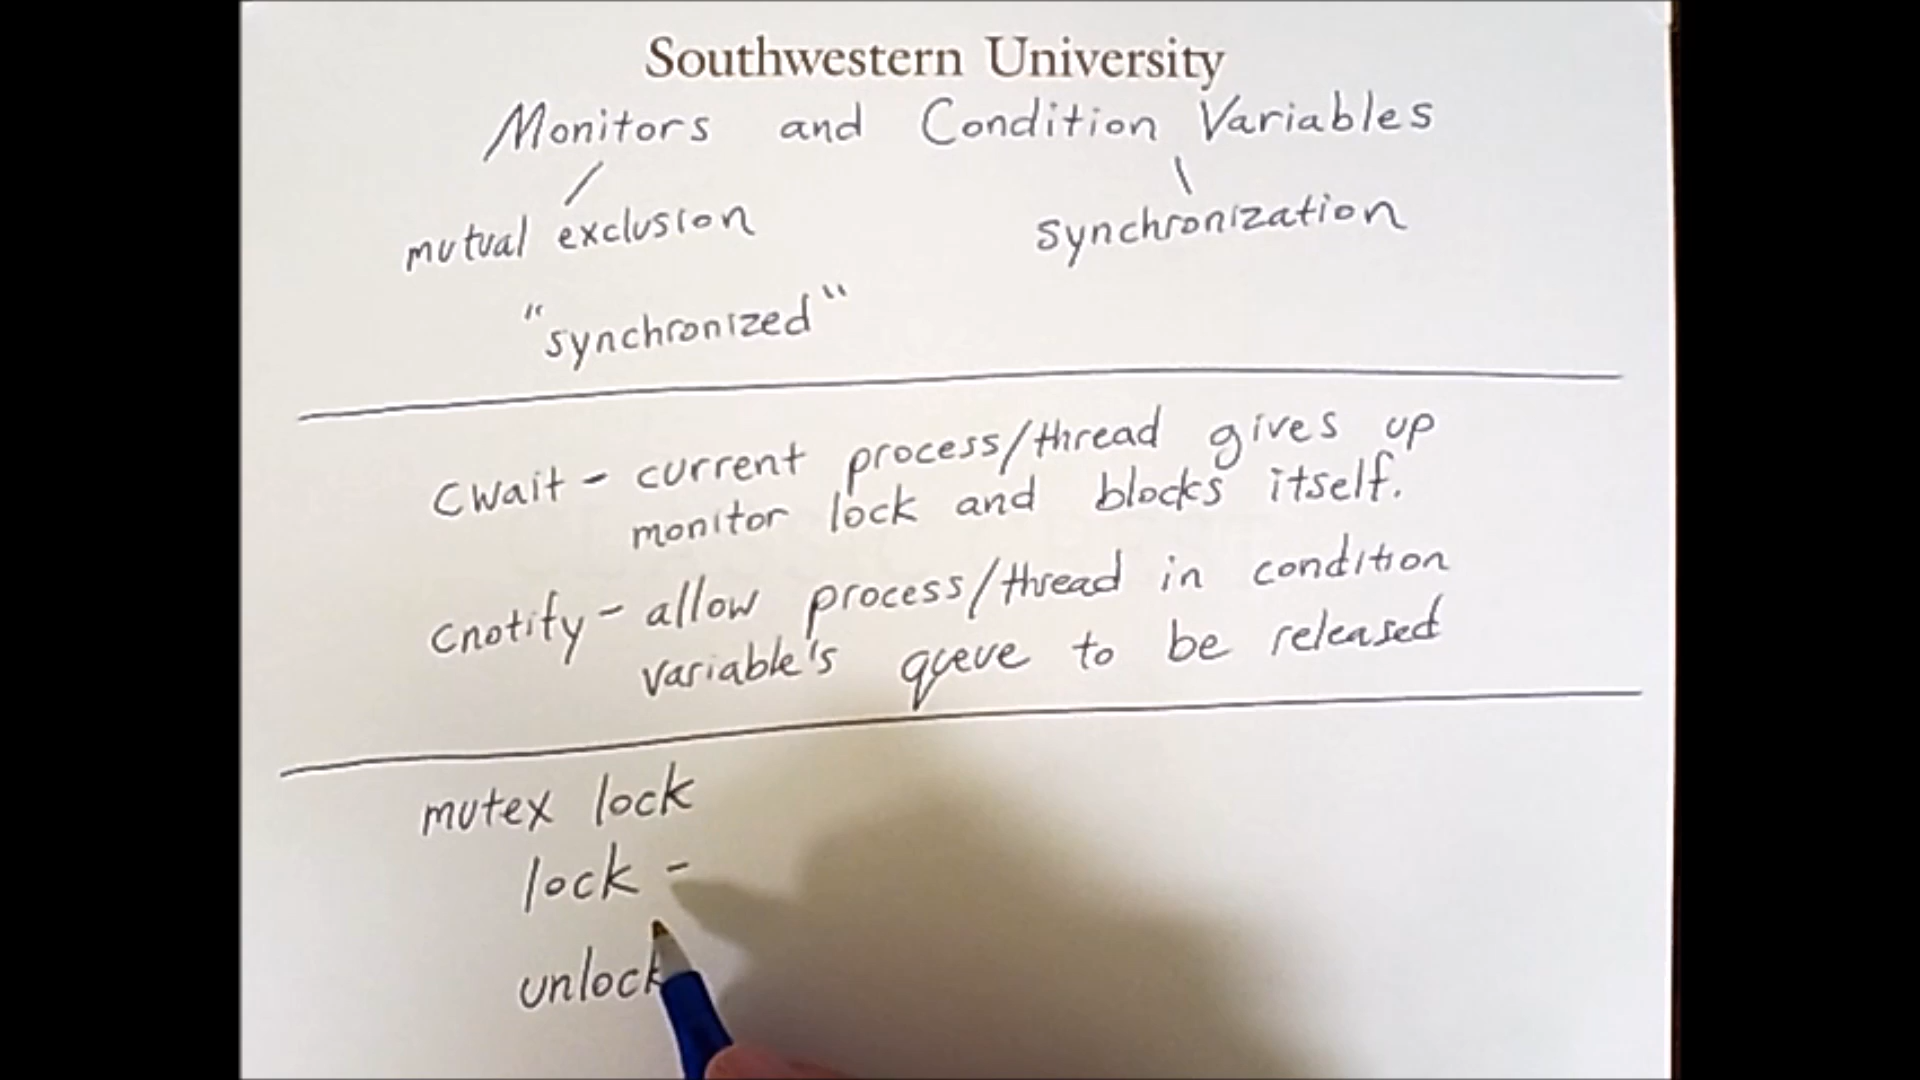 Southwestern University
Monitors and Condition Variables
mutual exclusion synchronization
"synchronized"
cwait - current process/thread gives up
monitor lock and blocks itself.
cnotify - allow process/thread in condition
variable's queue to be released
mutex lock
lock -
unlock